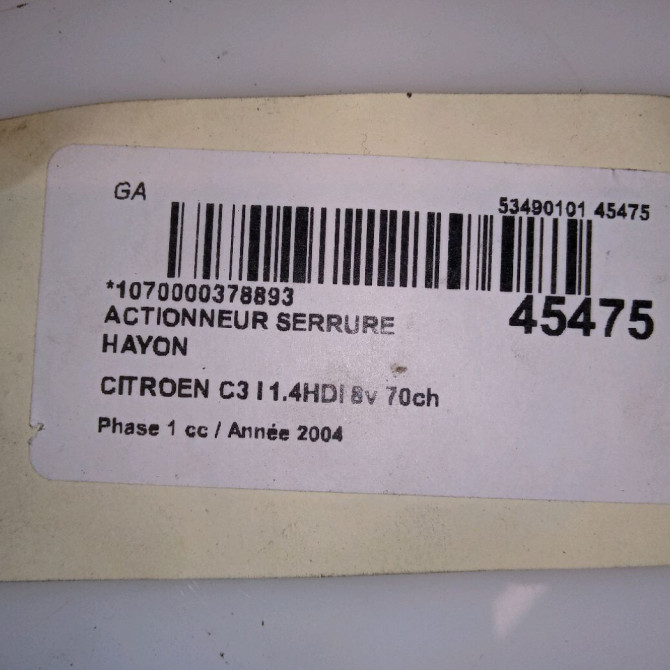 GA
53490101 45475
*1070000378893
45475
ACTIONNEUR SERRURE
HAYON
CITROEN C3 I 1.4HDI 8v 70ch
Phase 1 cc / Année 2004